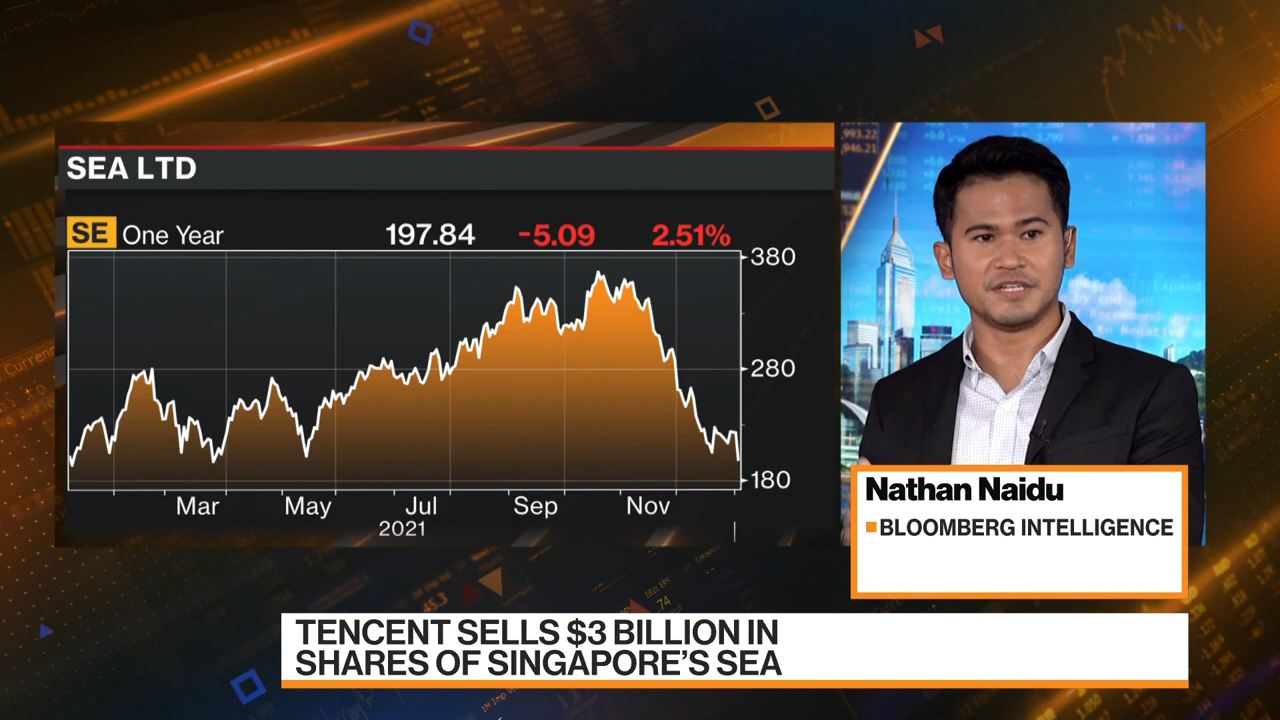 SEA LTD
SE One Year 197.84 -5.09 2.51%
380
280
180
Mar May Jul Sep Nov
2021
Nathan Naidu
BLOOMBERG INTELLIGENCE
TENCENT SELLS $3 BILLION IN
SHARES OF SINGAPORE'S SEA